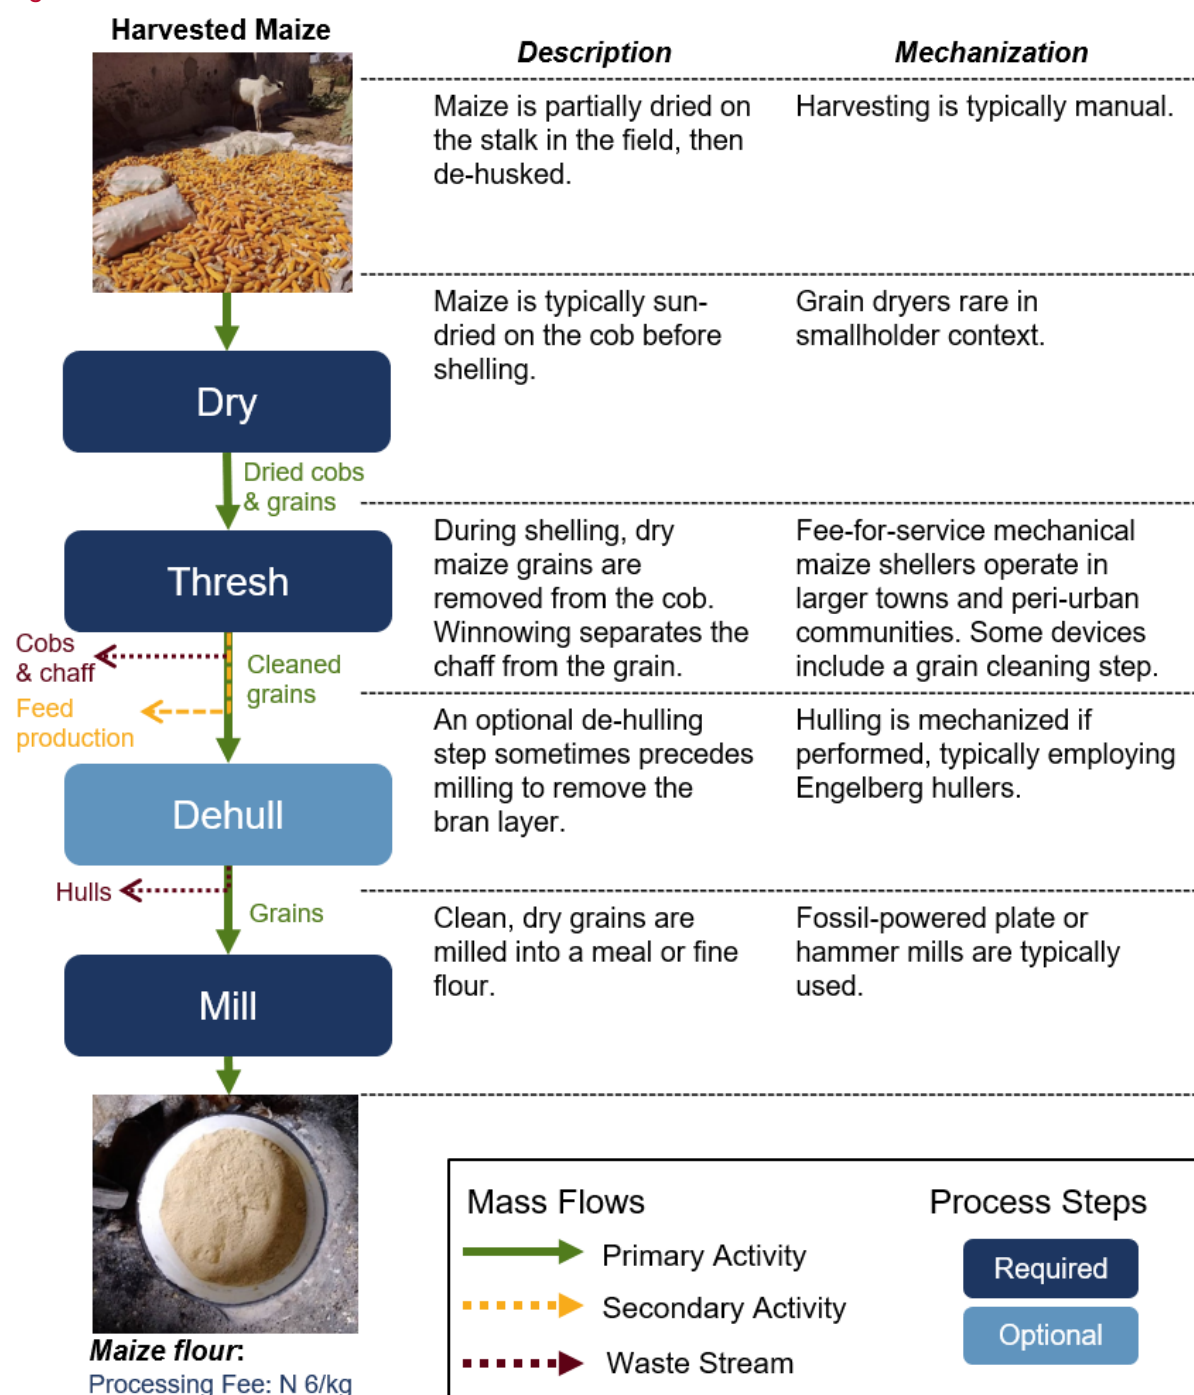 Harvested Maize
Description
Mechanization
Maize is partially dried on
the stalk in the field, then
de-husked.
Harvesting is typically manual.
Maize is typically sun-
dried on the cob before
shelling.
Grain dryers rare in
smallholder context.
Dry
Dried cobs
& grains
During shelling, dry
maize grains are
removed from the cob.
Winnowing separates the
chaff from the grain.
Fee-for-service mechanical
maize shellers operate in
larger towns and peri-urban
communities. Some devices
include a grain cleaning step.
Thresh
Cobs
& chaff
Cleaned
grains
Feed
production
An optional de-hulling
step sometimes precedes
milling to remove the
bran layer.
Hulling is mechanized if
performed, typically employing
Engelberg hullers.
Dehull
Hulls
Grains
Clean, dry grains are
milled into a meal or fine
flour.
Fossil-powered plate or
hammer mills are typically
used.
Mill
Maize flour:
Processing Fee: N 6/kg
Mass Flows
Primary Activity
Secondary Activity
Waste Stream
Process Steps
Required
Optional